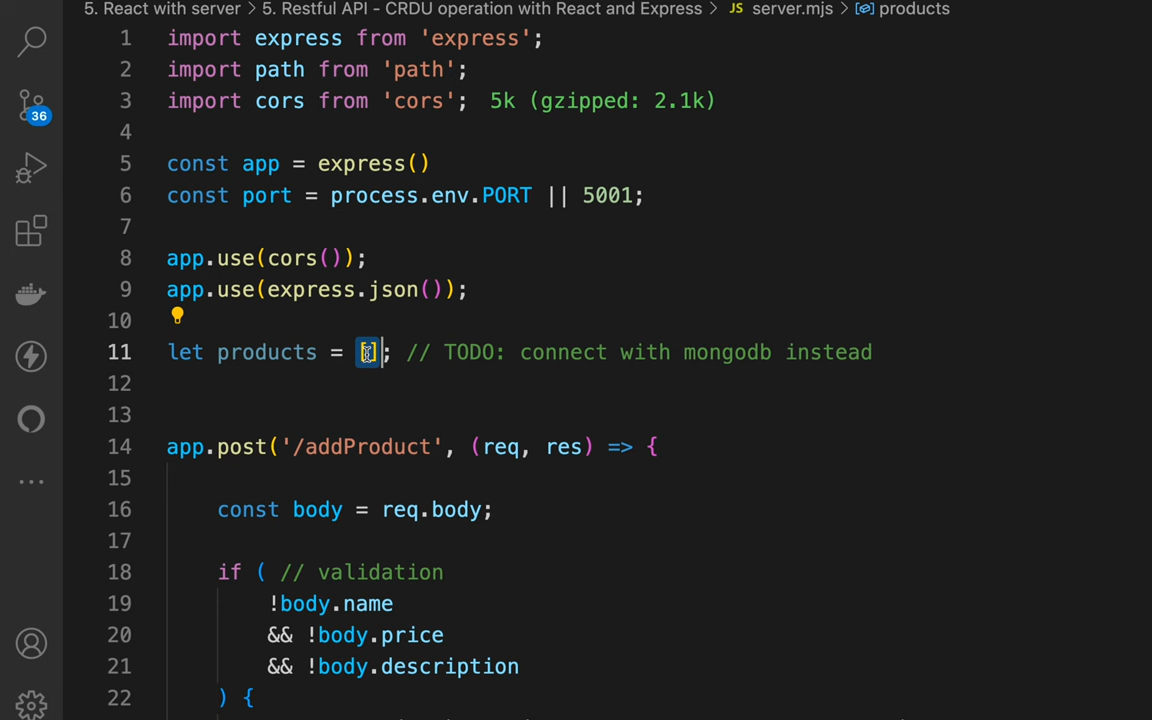 5. React with server > 5. Restful API - CRDU operation with React and Express > JS server.mjs > products
1 import express from 'express';
2 import path from 'path';
3 import cors from 'cors'; 5k (gzipped: 2.1k)
4
5 const app = express()
6 const port = process.env.PORT || 5001;
7
8 app.use(cors());
9 app.use(express.json());
10
11 let products = []; // TODO: connect with mongodb instead
12
13
14 app.post('/addProduct', (req, res) => {
15
16 const body = req.body;
17
18 if ( // validation
19 !body.name
20 && !body.price
21 && !body.description
22 ) {
36